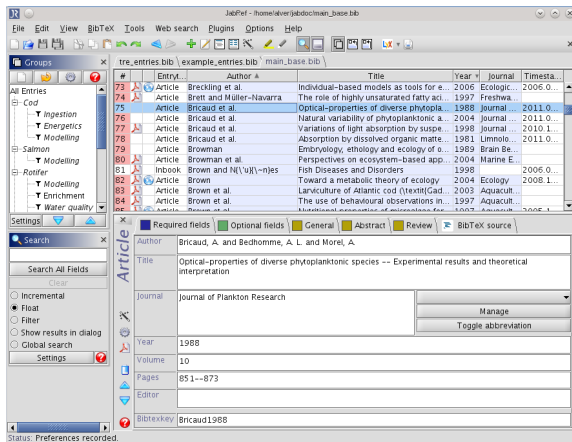 JabRef - /home/alver/jabdoc/main_base.bib
File Edit View BibTeX Tools Web search Plugins Options Help
Groups
All Entries
Cod
Ingestion
Energetics
Modelling
Salmon
Modelling
Rotifer
Modelling
Enrichment
Water quality
Settings
tre_entries.bib example_entries.bib main_base.bib
# Entryt... Author Title Year Journal Timesta...
73 Article Breckling et al. Individual-based models as tools for e... 2006 Ecologic... 2006.0...
74 Article Brett and Müller-Navarra The role of highly unsaturated fatty aci... 1997 Freshwa...
75 Article Bricaud et al. Optical-properties of diverse phytoplan... 1988 Journal ... 2011.0...
76 Article Bricaud et al. Natural variability of phytoplanktonic a... 2004 Journal ... 2011.0...
77 Article Bricaud et al. Variations of light absorption by suspe... 1998 Journal ... 2010.1...
78 Article Bricaud et al. Absorption by dissolved organic matte... 1981 Limnolo... 2011.0...
79 Article Browman Embryology, ethology and ecology of o... 1989 Brain Be...
80 Article Browman et al. Perspectives on ecosystem-based app... 2004 Marine E...
81 Inbook Brown and N{\'u}{\~n}es Fish Diseases and Disorders 1998 2006.0...
82 Article Brown et al. Toward a metabolic theory of ecology 2004 Ecology 2008.1...
83 Article Brown et al. Larviculture of Atlantic cod (\textit{Gad... 2003 Aquacult...
84 Article Brown et al. The use of behavioural observations in... 1997 Aquacult...
Search
Search All Fields
Clear
Incremental
Float
Filter
Show results in dialog
Global search
Settings
Article
Required fields Optional fields General Abstract Review BibTeX source
Author Bricaud, A. and Bedhomme, A. L. and Morel, A.
Title Optical-properties of diverse phytoplanktonic species -- Experimental results and theoretical
interpretation
Journal Journal of Plankton Research
Manage
Toggle abbreviation
Year 1988
Volume 10
Pages 851--873
Editor
Bibtexkey Bricaud1988
Status: Preferences recorded.